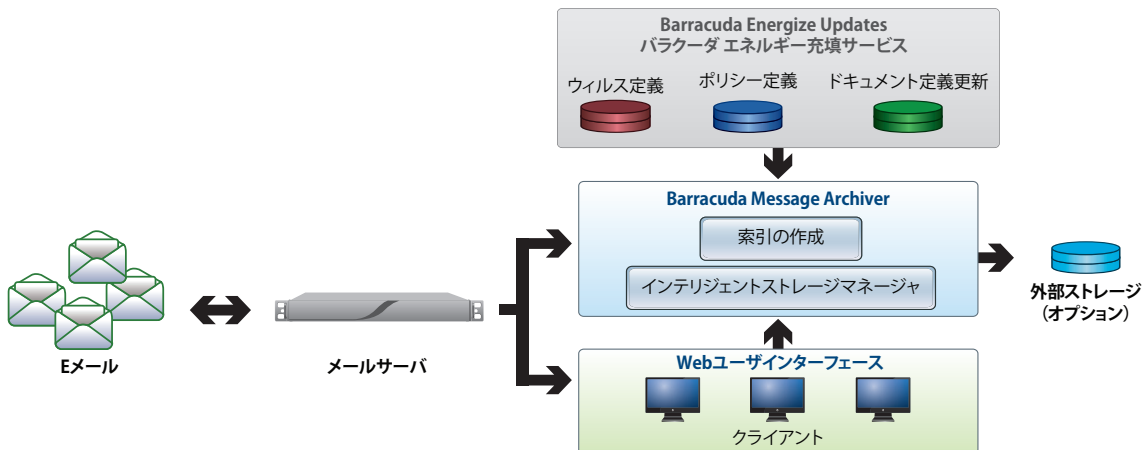 Barracuda Energize Updates
バラクーダ エネルギー充填サービス
ウィルス定義
ポリシー定義
ドキュメント定義更新
Barracuda Message Archiver
索引の作成
インテリジェントストレージマネージャ
外部ストレージ
（オプション）
Eメール
メールサーバ
Webユーザインターフェース
クライアント